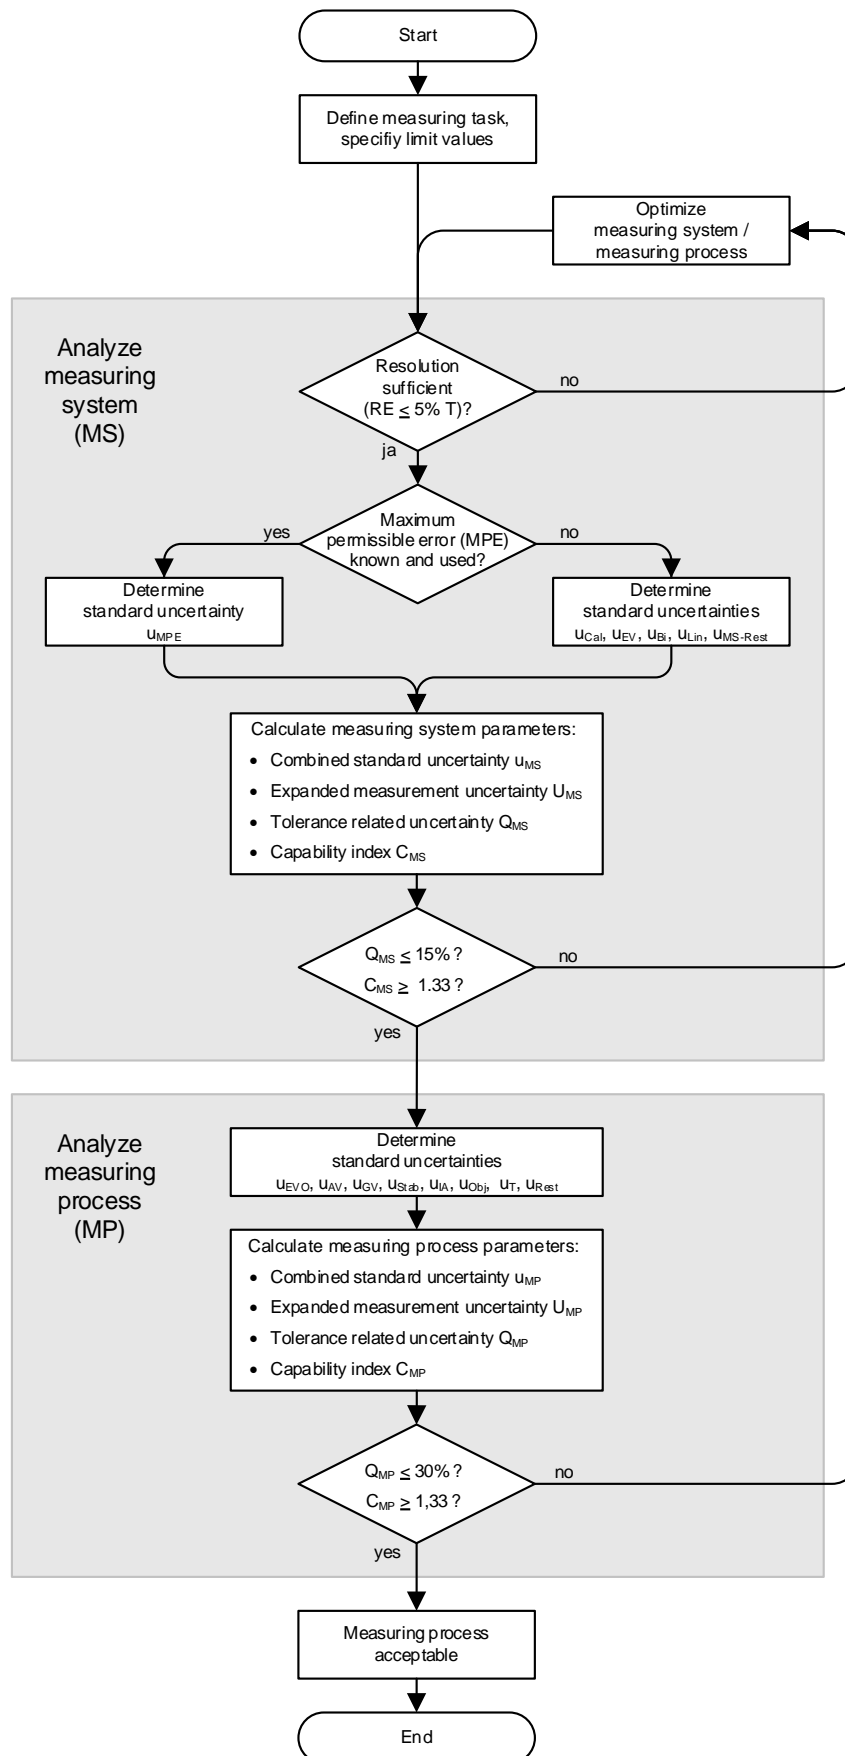 Start
Define measuring task,
specifiy limit values
Optimize
measuring system /
measuring process
Analyze
measuring
system
(MS)
Resolution
sufficient
(RE ≤ 5% T)?
no
ja
Maximum
permissible error (MPE)
known and used?
yes
no
Determine
standard uncertainty
uMPE
Determine
standard uncertainties
uCal, uEV, uBi, uLin, uMS-Rest
Calculate measuring system parameters:
• Combined standard uncertainty uMS
• Expanded measurement uncertainty UMS
• Tolerance related uncertainty QMS
• Capability index CMS
QMS ≤ 15% ?
CMS ≥ 1.33 ?
no
yes
Analyze
measuring
process
(MP)
Determine
standard uncertainties
uEVO, uAV, uGV, uStab, uIA, uObj, uT, uRest
Calculate measuring process parameters:
• Combined standard uncertainty uMP
• Expanded measurement uncertainty UMP
• Tolerance related uncertainty QMP
• Capability index CMP
QMP ≤ 30% ?
CMP ≥ 1,33 ?
no
yes
Measuring process
acceptable
End